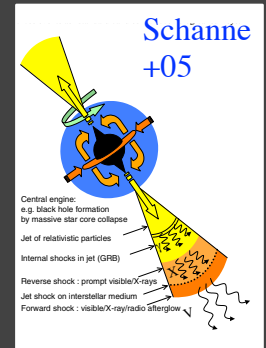 Schanne
+05
Central engine:
e.g. black hole formation
by massive star core collapse
Jet of relativistic particles
Internal shocks in jet (GRB)
Reverse shock : prompt visible/X-rays
Jet shock on interstellar medium
Forward shock : visible/X-ray/radio afterglow
γ
X
V